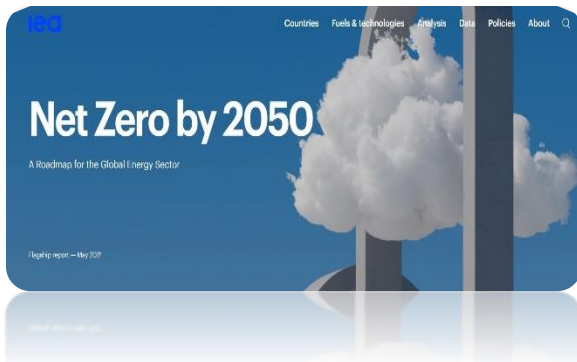 iea
Countries Fuels & technologies Analysis Data Policies About
Net Zero by 2050
A Roadmap for the Global Energy Sector
Flagship report — May 2021